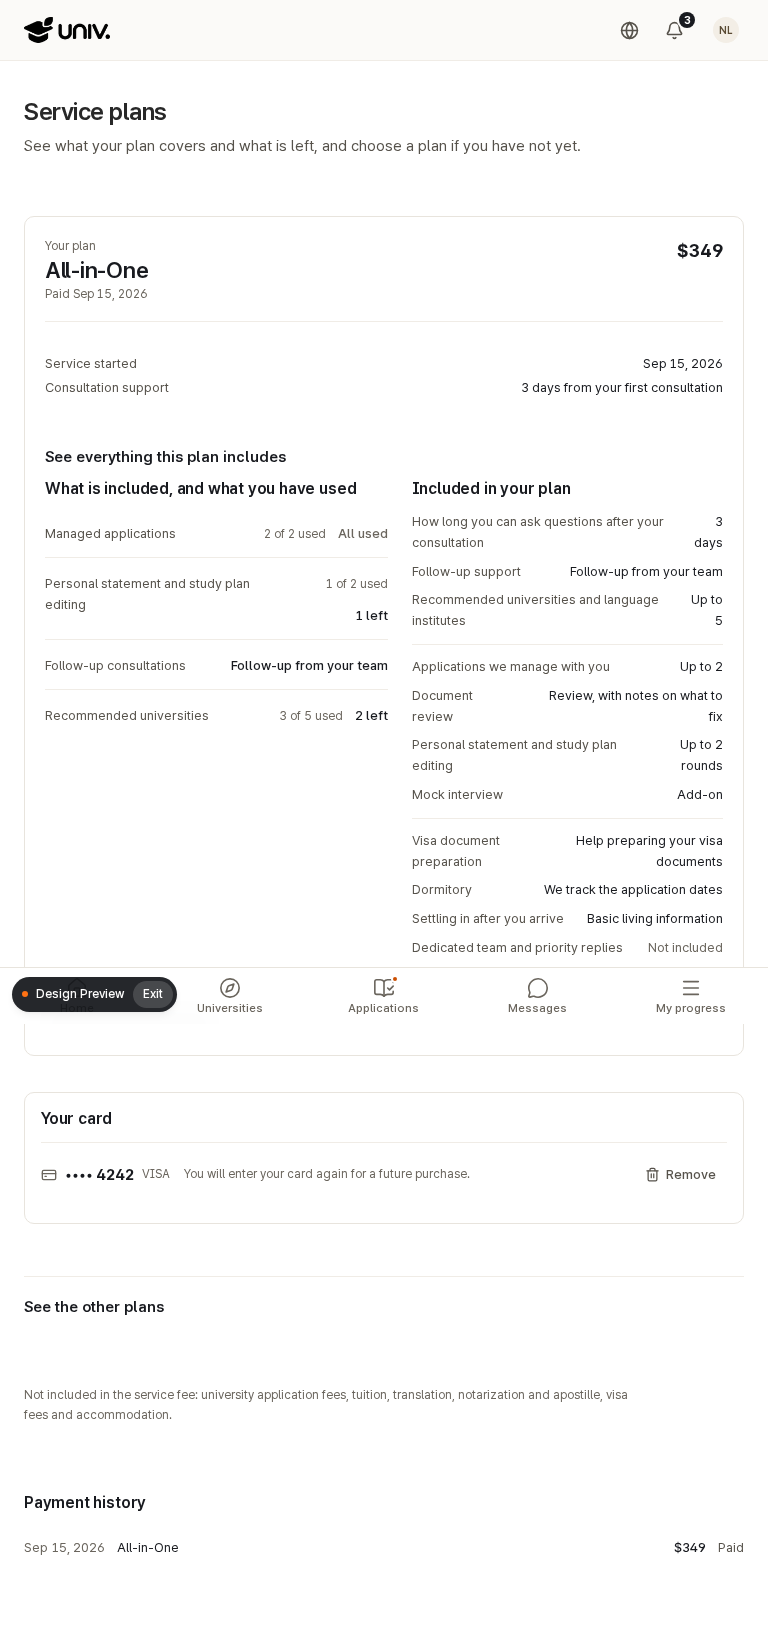 UNIV.
3
NL
Service plans
See what your plan covers and what is left, and choose a plan if you have not yet.
Your plan
All-in-One
$349
Paid Sep 15, 2026
Service started
Sep 15, 2026
Consultation support
3 days from your first consultation
See everything this plan includes
What is included, and what you have used
Managed applications
2 of 2 used
All used
Personal statement and study plan
editing
1 of 2 used
1 left
Follow-up consultations
Follow-up from your team
Recommended universities
3 of 5 used
2 left
Included in your plan
How long you can ask questions after your
consultation
3
days
Follow-up support
Follow-up from your team
Recommended universities and language
institutes
Up to
5
Applications we manage with you
Up to 2
Document
review
Review, with notes on what to
fix
Personal statement and study plan
editing
Up to 2
rounds
Mock interview
Add-on
Visa document
preparation
Help preparing your visa
documents
Dormitory
We track the application dates
Settling in after you arrive
Basic living information
Dedicated team and priority replies
Not included
Design Preview
Exit
Universities
Applications
Messages
My progress
Your card
•••• 4242
VISA
You will enter your card again for a future purchase.
Remove
See the other plans
Not included in the service fee: university application fees, tuition, translation, notarization and apostille, visa
fees and accommodation.
Payment history
Sep 15, 2026
All-in-One
$349
Paid